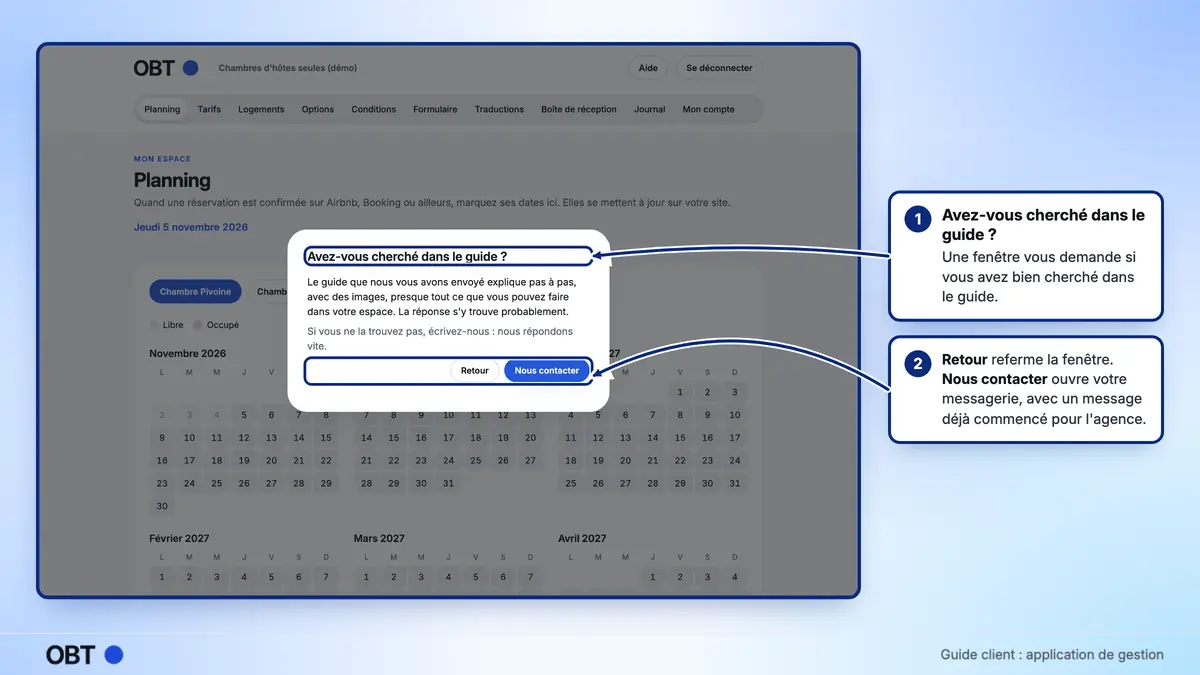 OBT
Chambres d'hôtes seules (démo)
Aide
Se déconnecter
Planning Tarifs Logements Options Conditions Formulaire Traductions Boîte de réception Journal Mon compte
MON ESPACE
Planning
Quand une réservation est confirmée sur Airbnb, Booking ou ailleurs, marquez ses dates ici. Elles se mettent à jour sur votre site.
Jeudi 5 novembre 2026
Chambre Pivoine
Libre Occupé
Avez-vous cherché dans le guide ?
Le guide que nous vous avons envoyé explique pas à pas,
avec des images, presque tout ce que vous pouvez faire
dans votre espace. La réponse s'y trouve probablement.
Si vous ne la trouvez pas, écrivez-nous : nous répondons
vite.
Retour Nous contacter
Novembre 2026
L M M J V
2 3 4 5 6 7 8
9 10 11 12 13 14 15
16 17 18 19 20 21 22
23 24 25 26 27 28 29
30
7 8 9 10 11 12 13
14 15 16 17 18 19 20
21 22 23 24 25 26 27
28 29 30 31
27
M J V S D
1 2 3
4 5 6 7 8 9 10
11 12 13 14 15 16 17
18 19 20 21 22 23 24
25 26 27 28 29 30 31
Février 2027
L M M J V S D
1 2 3 4 5 6 7
Mars 2027
L M M J V S D
1 2 3 4 5 6 7
Avril 2027
L M M J V S D
1 2 3 4
1
Avez-vous cherché dans le
guide ?
Une fenêtre vous demande si
vous avez bien cherché dans
le guide.
2
Retour referme la fenêtre.
Nous contacter ouvre votre
messagerie, avec un message
déjà commencé pour l'agence.
OBT
Guide client : application de gestion